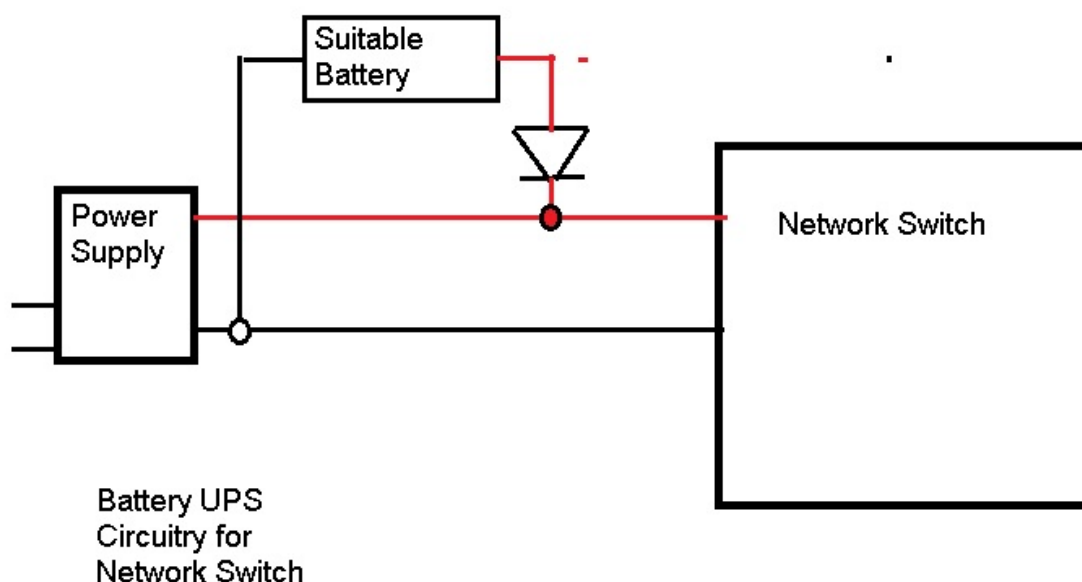 Suitable
Battery
Power
Supply
Network Switch
Battery UPS
Circuitry for
Network Switch